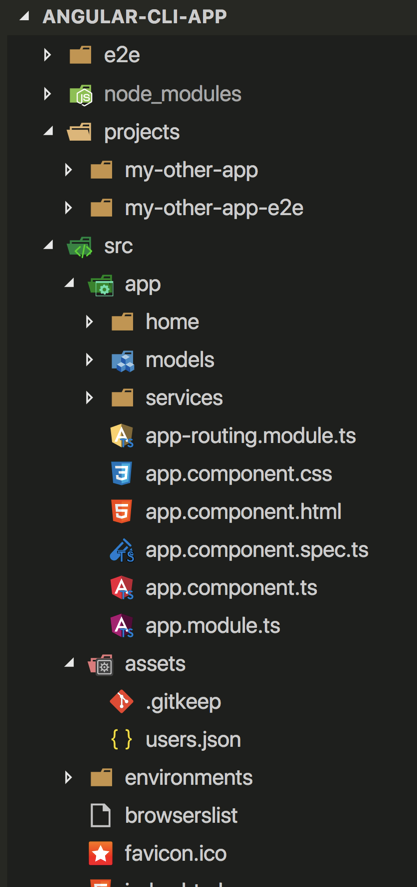 ANGULAR-CLI-APP
e2e
node_modules
projects
my-other-app
my-other-app-e2e
src
app
home
models
services
app-routing.module.ts
app.component.css
app.component.html
app.component.spec.ts
app.component.ts
app.module.ts
assets
.gitkeep
users.json
environments
browserslist
favicon.ico